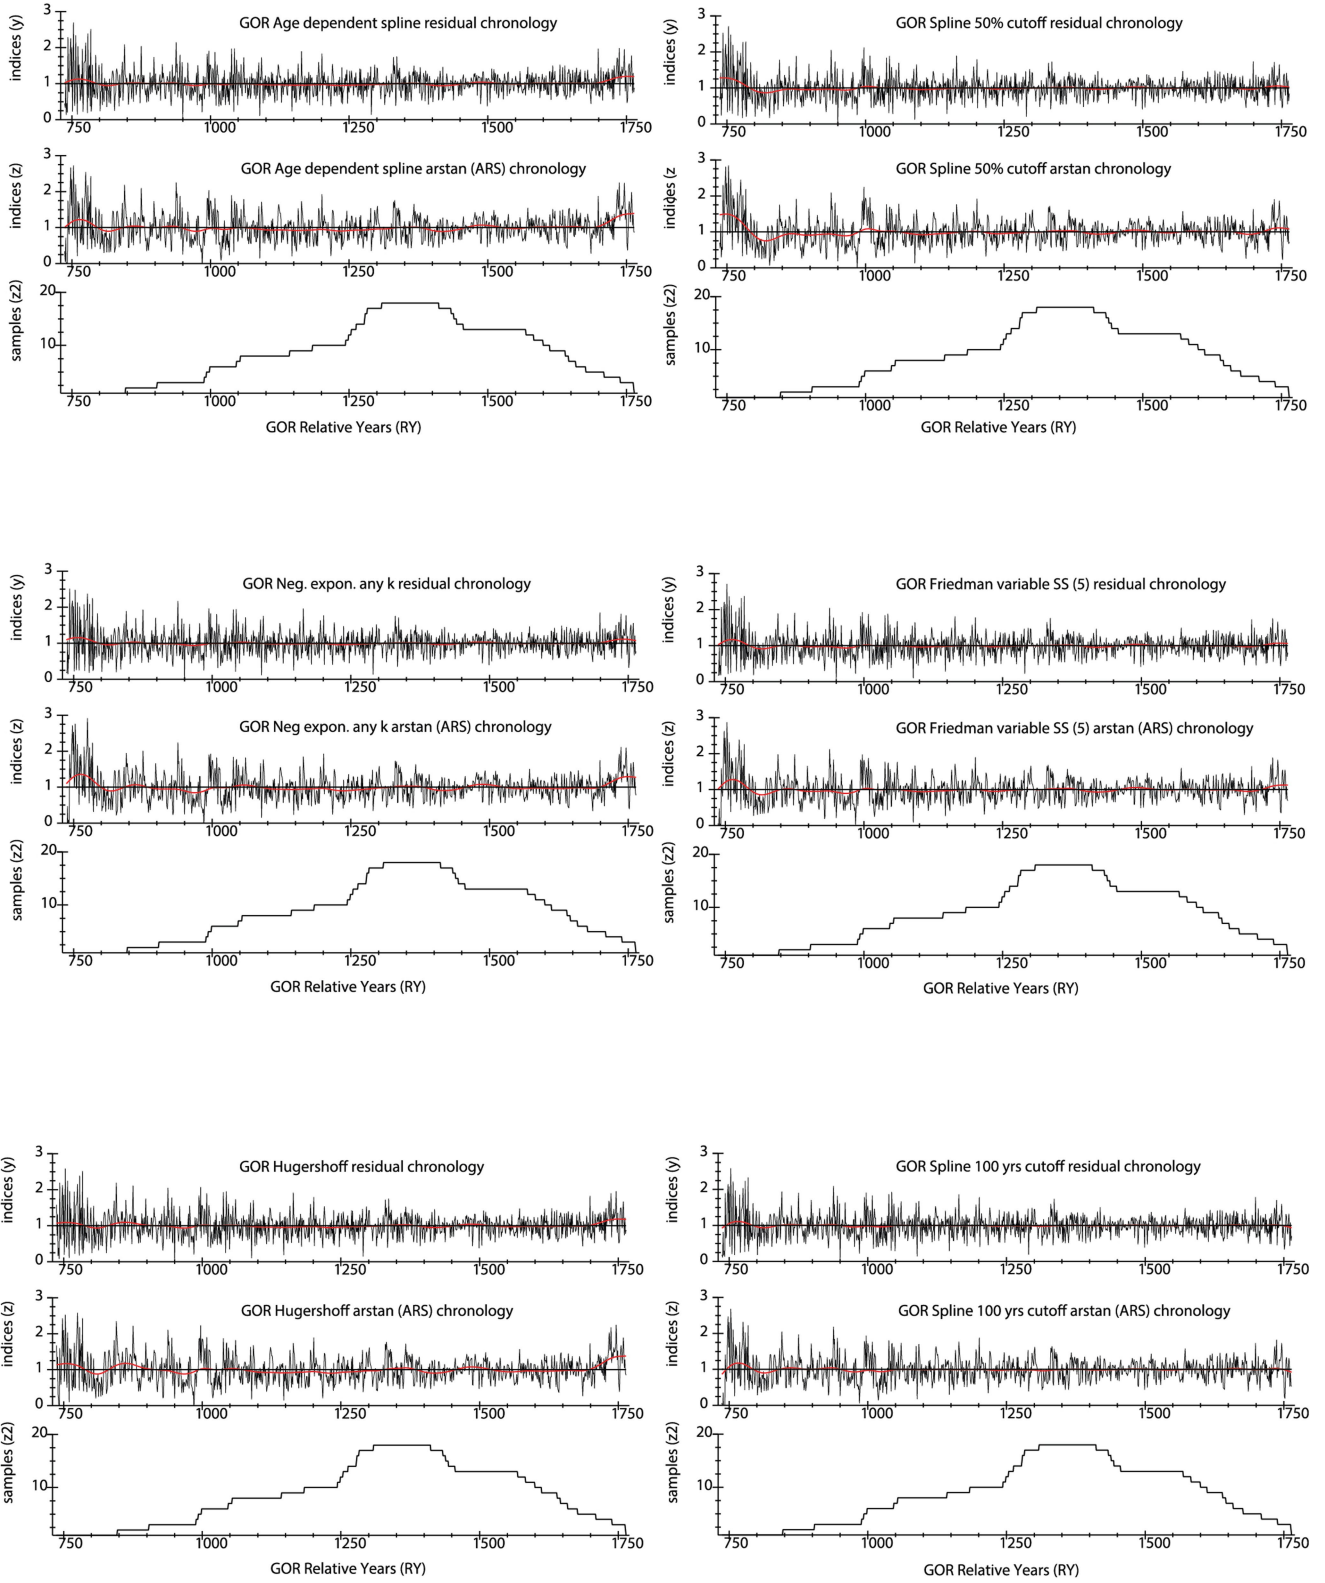 GOR Age dependent spline residual chronology
indices (y)
3
2
1
0
750 1000 1250 1500 1750
GOR Age dependent spline arstan (ARS) chronology
indices (z)
3
2
1
0
750 1000 1250 1500 1750
samples (z2)
20
10
750 1000 1250 1500 1750
GOR Relative Years (RY)
GOR Spline 50% cutoff residual chronology
indices (y)
3
2
1
0
750 1000 1250 1500 1750
GOR Spline 50% cutoff arstan chronology
indices (z
3
2
1
0
750 1000 1250 1500 1750
samples (z2)
20
10
750 1000 1250 1500 1750
GOR Relative Years (RY)
GOR Neg. expon. any k residual chronology
indices (y)
3
2
1
0
750 1000 1250 1500 1750
GOR Neg expon. any k arstan (ARS) chronology
indices (z)
3
2
1
0
750 1000 1250 1500 1750
samples (z2)
20
10
750 1000 1250 1500 1750
GOR Relative Years (RY)
GOR Friedman variable SS (5) residual chronology
indices (y)
3
2
1
0
750 1000 1250 1500 1750
GOR Friedman variable SS (5) arstan (ARS) chronology
indices (z)
3
2
1
0
750 1000 1250 1500 1750
samples (z2)
20
10
750 1000 1250 1500 1750
GOR Relative Years (RY)
GOR Hugershoff residual chronology
indices (y)
3
2
1
0
750 1000 1250 1500 1750
GOR Hugershoff arstan (ARS) chronology
indices (z)
3
2
1
0
750 1000 1250 1500 1750
samples (z2)
20
10
750 1000 1250 1500 1750
GOR Relative Years (RY)
GOR Spline 100 yrs cutoff residual chronology
indices (y)
3
2
1
0
750 1000 1250 1500 1750
GOR Spline 100 yrs cutoff arstan (ARS) chronology
indices (z)
3
2
1
0
750 1000 1250 1500 1750
samples (z2)
20
10
750 1000 1250 1500 1750
GOR Relative Years (RY)